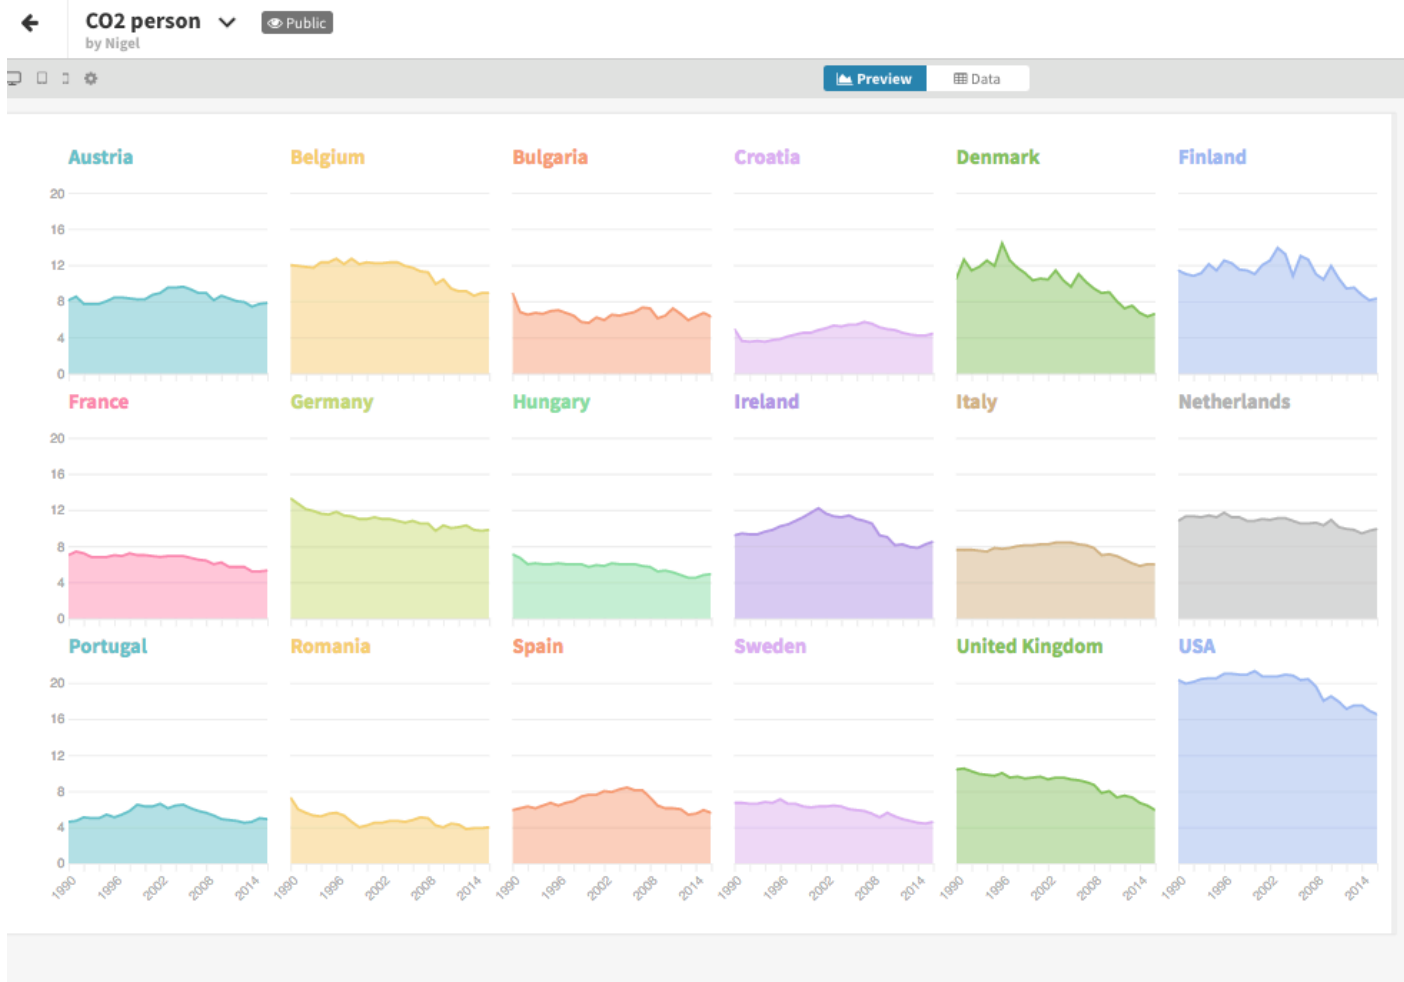 CO2 person Public
by Nigel
Preview Data
Austria Belgium Bulgaria Croatia Denmark Finland
20
16
12
8
4
0
France Germany Hungary Ireland Italy Netherlands
20
16
12
8
4
0
Portugal Romania Spain Sweden United Kingdom USA
20
16
12
8
4
0
1990 1996 2002 2008 2014 1990 1996 2002 2008 2014 1990 1996 2002 2008 2014 1990 1996 2002 2008 2014 1990 1996 2002 2008 2014 1990 1996 2002 2008 2014